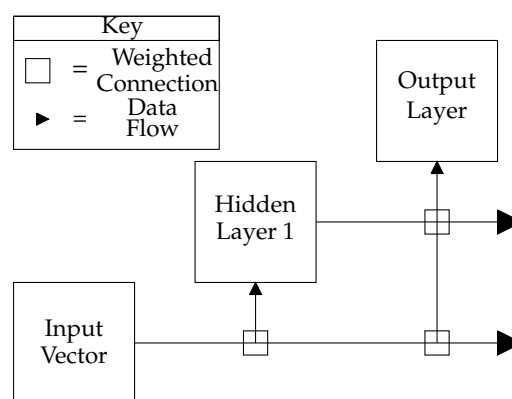 Key
= Weighted
Connection
= Data
Flow
Output
Layer
Hidden
Layer 1
Input
Vector